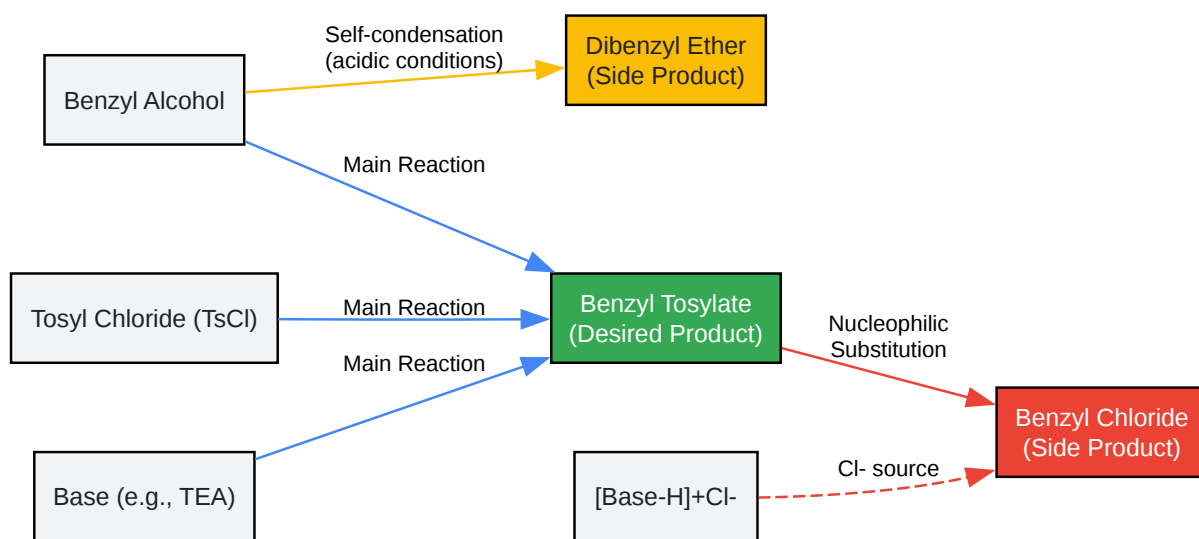 Self-condensation
(acidic conditions)
Dibenzyl Ether
(Side Product)
Benzyl Alcohol
Main Reaction
Tosyl Chloride (TsCl)
Main Reaction
Benzyl Tosylate
(Desired Product)
Nucleophilic
Substitution
Main Reaction
Benzyl Chloride
(Side Product)
Base (e.g., TEA)
[Base-H]+Cl-
Cl- source